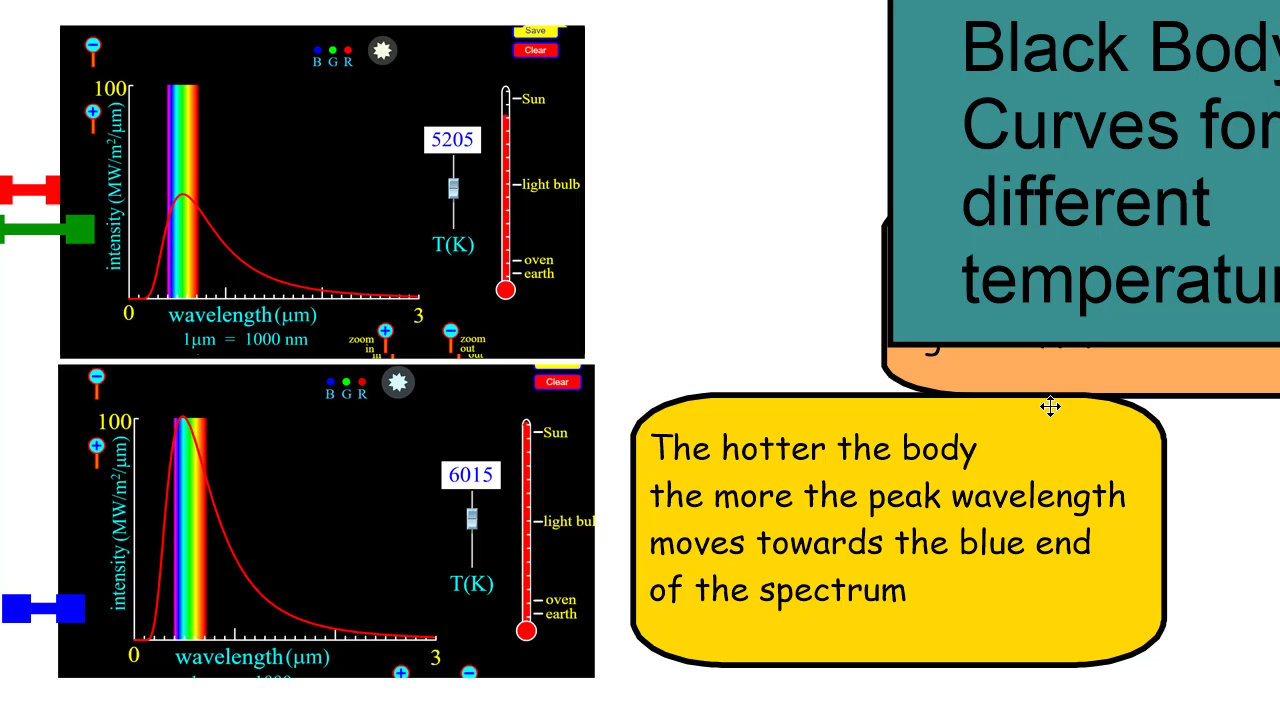 Save
Clear
B G R
100
Sun
5205
light bulb
intensity (MW/m²/μm)
T(K)
oven
earth
0
wavelength (μm)
3
1μm = 1000 nm
zoom
in
zoom
out
Clear
B G R
100
Sun
6015
light bul
intensity (MW/m²/μm)
T(K)
oven
earth
0
wavelength (μm)
3
Black Body
Curves for
different
temperatur
The hotter the body
the more the peak wavelength
moves towards the blue end
of the spectrum